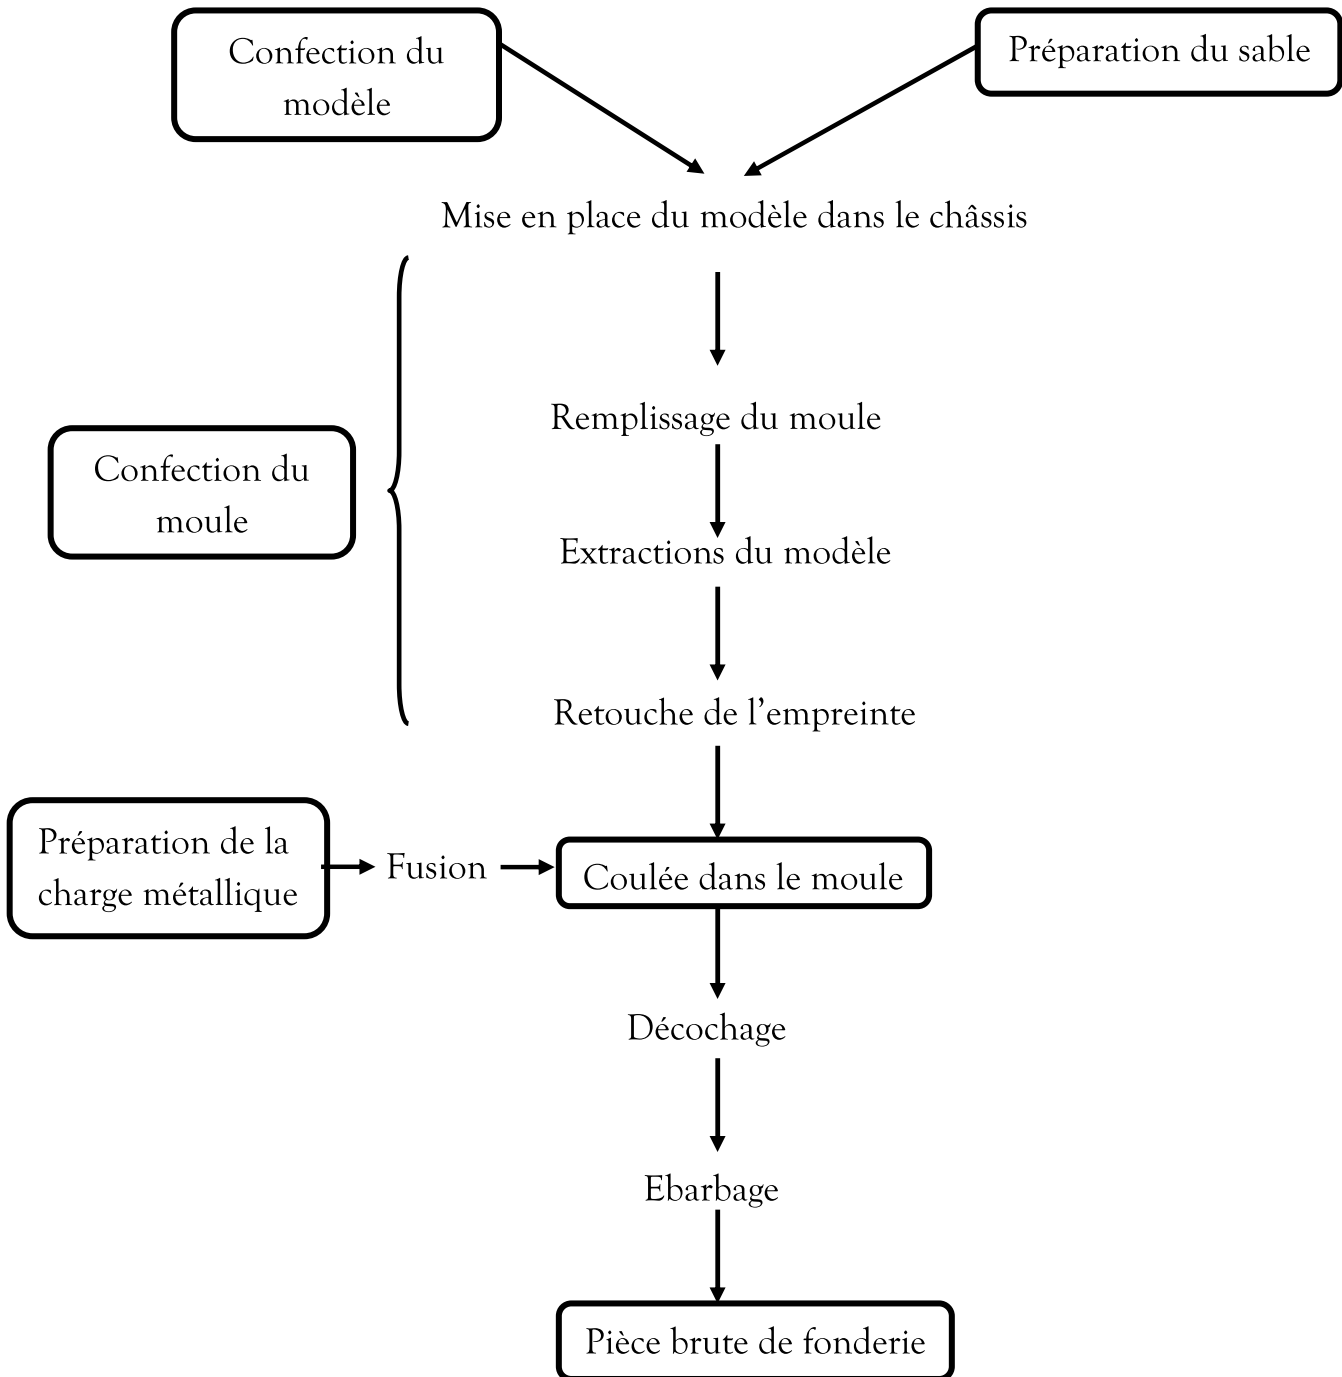 Confection du
modèle
Préparation du sable
Mise en place du modèle dans le châssis
Remplissage du moule
Confection du
moule
Extractions du modèle
Retouche de l’empreinte
Préparation de la
charge métallique
Fusion
Coulée dans le moule
Décochage
Ebarbage
Pièce brute de fonderie